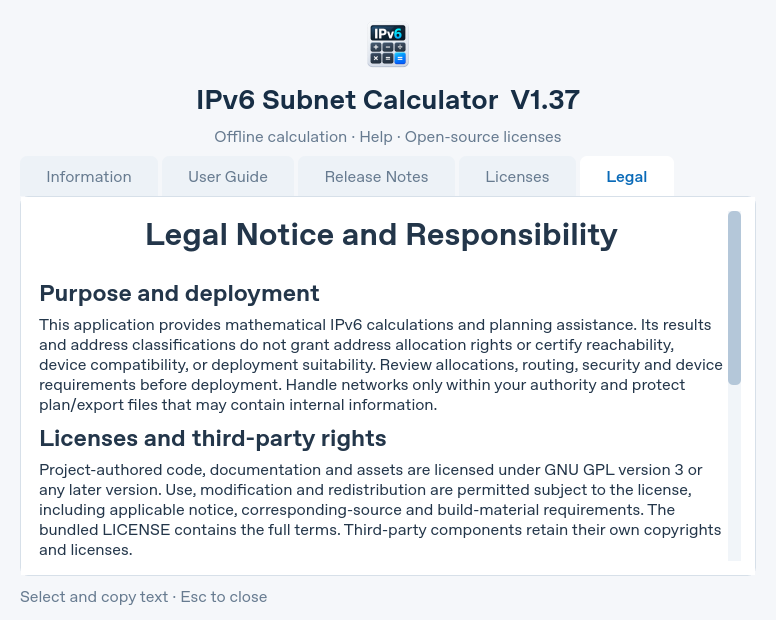 IPv6
IPv6 Subnet Calculator V1.37
Offline calculation · Help · Open-source licenses
Information
User Guide
Release Notes
Licenses
Legal
Legal Notice and Responsibility
Purpose and deployment
This application provides mathematical IPv6 calculations and planning assistance. Its results
and address classifications do not grant address allocation rights or certify reachability,
device compatibility, or deployment suitability. Review allocations, routing, security and device
requirements before deployment. Handle networks only within your authority and protect
plan/export files that may contain internal information.
Licenses and third-party rights
Project-authored code, documentation and assets are licensed under GNU GPL version 3 or
any later version. Use, modification and redistribution are permitted subject to the license,
including applicable notice, corresponding-source and build-material requirements. The
bundled LICENSE contains the full terms. Third-party components retain their own copyrights
and licenses.
Select and copy text · Esc to close